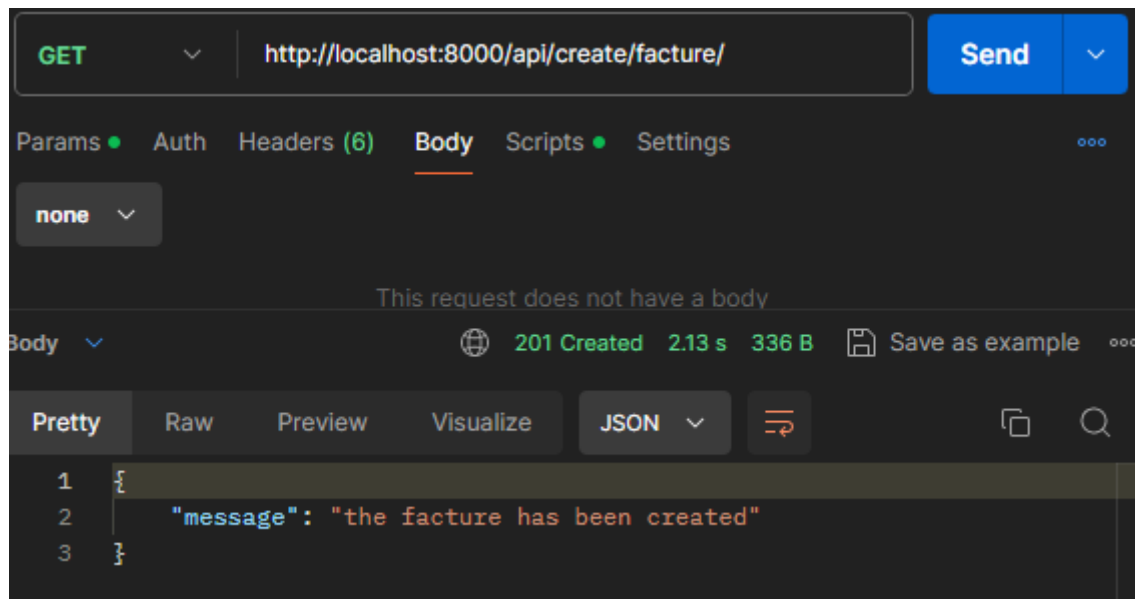 GET http://localhost:8000/api/create/facture/ Send
Params Auth Headers (6) Body Scripts Settings
none
This request does not have a body
Body 201 Created 2.13 s 336 B Save as example
Pretty Raw Preview Visualize JSON
1 {
2 "message": "the facture has been created"
3 }